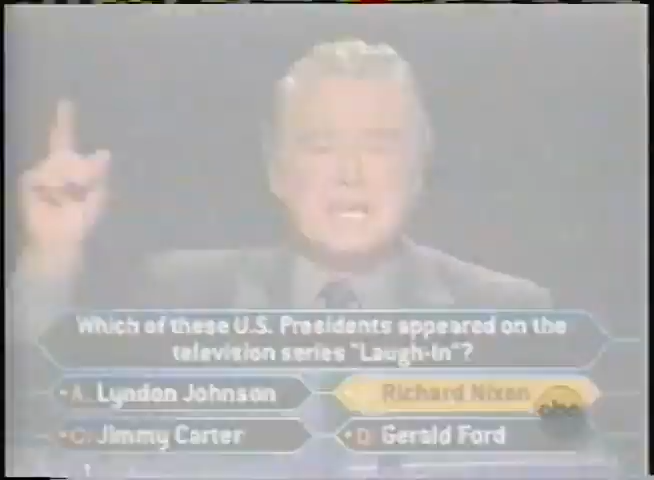 Which of these U.S. Presidents appeared on the
television series "Laugh-In"?
A: Lyndon Johnson
Richard Nixon
C: Jimmy Carter
D: Gerald Ford
abc